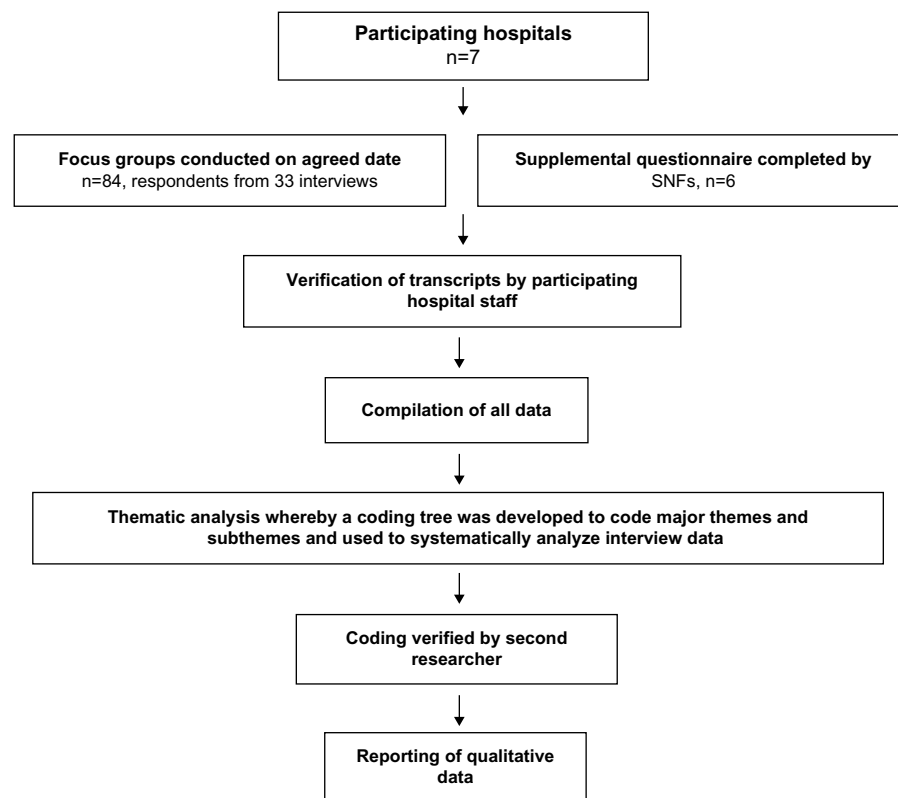 Participating hospitals
n=7
Focus groups conducted on agreed date
n=84, respondents from 33 interviews
Supplemental questionnaire completed by
SNFs, n=6
Verification of transcripts by participating
hospital staff
Compilation of all data
Thematic analysis whereby a coding tree was developed to code major themes and
subthemes and used to systematically analyze interview data
Coding verified by second
researcher
Reporting of qualitative
data